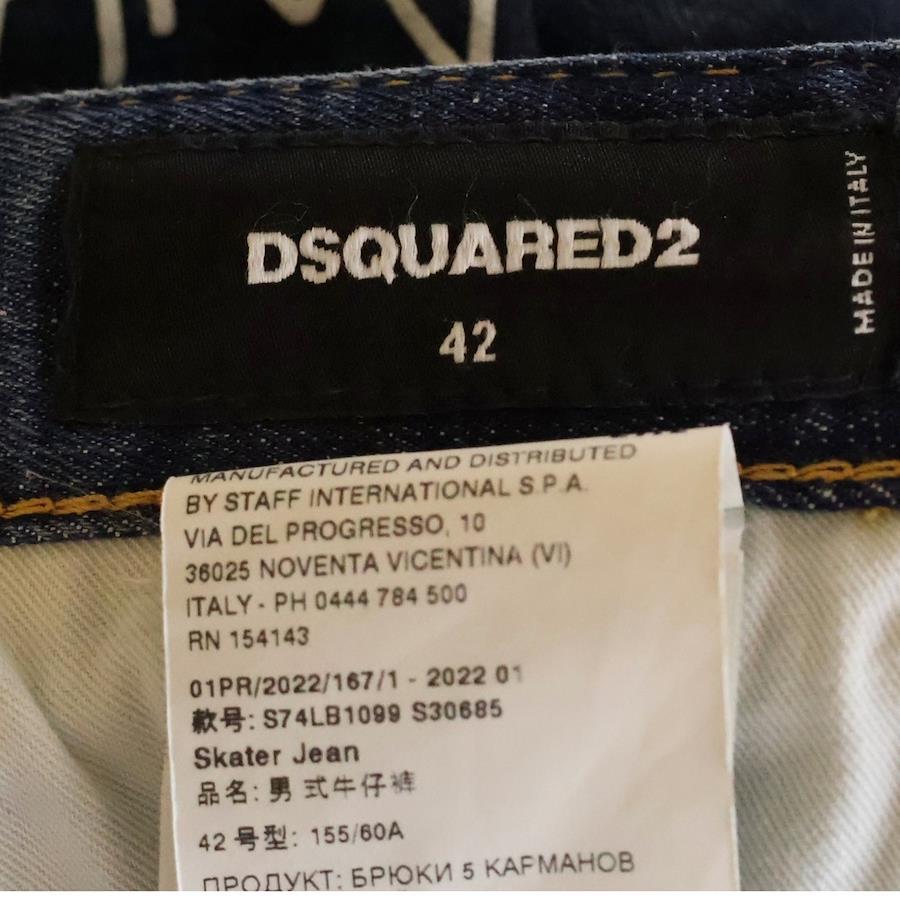 DSQUARED2
42
MADE IN ITALY
MANUFACTURED AND DISTRIBUTED
BY STAFF INTERNATIONAL S.P.A.
VIA DEL PROGRESSO, 10
36025 NOVENTA VICENTINA (VI)
ITALY - PH 0444 784 500
RN 154143
01PR/2022/167/1 - 2022 01
款号: S74LB1099 S30685
Skater Jean
品名: 男 式牛仔裤
42 号型: 155/60A
ПРОДУКТ: БРЮКИ 5 КАРМАНОВ